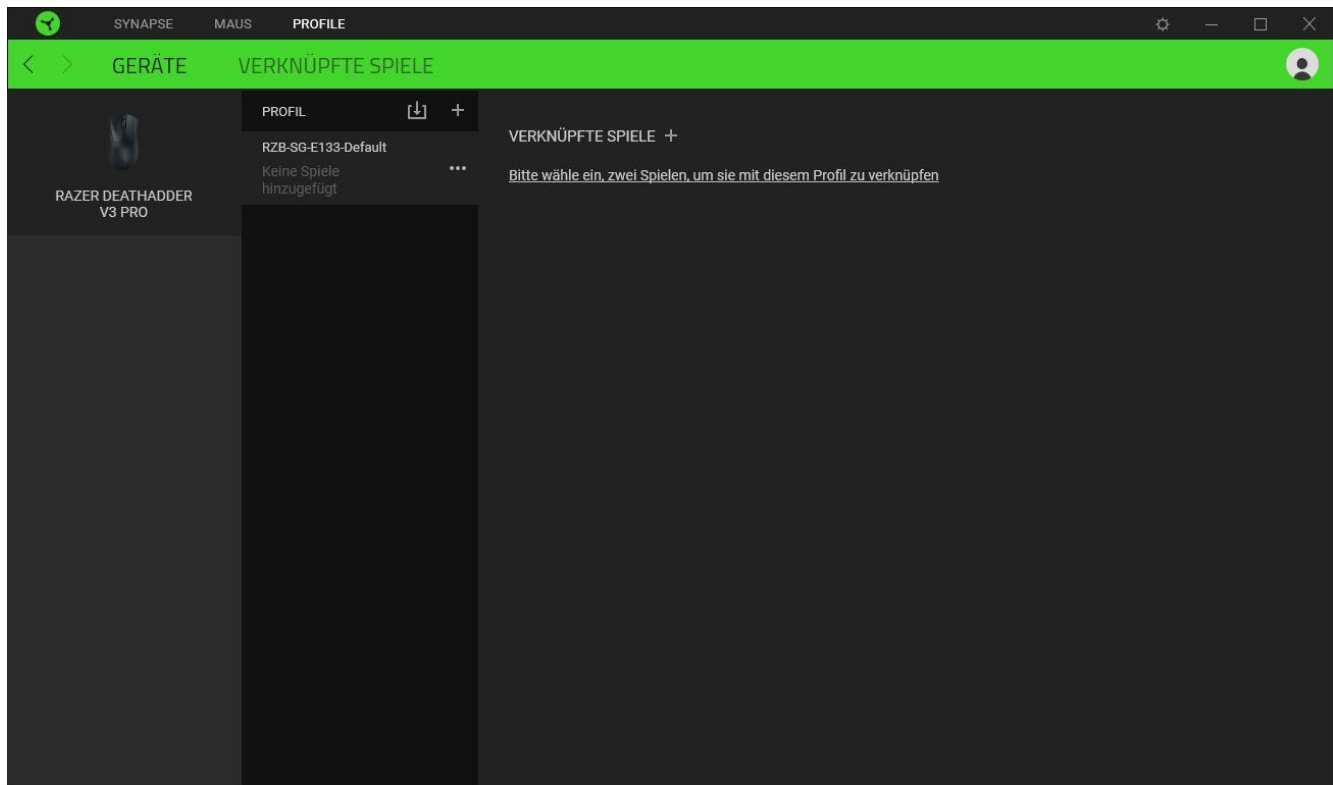 SYNAPSE MAUS PROFILE
GERÄTE VERKNÜPFTE SPIELE
RAZER DEATHADDER
V3 PRO
PROFIL
RZB-SG-E133-Default
Keine Spiele
hinzugefügt
VERKNÜPFTE SPIELE
Bitte wähle ein, zwei Spielen, um sie mit diesem Profil zu verknüpfen